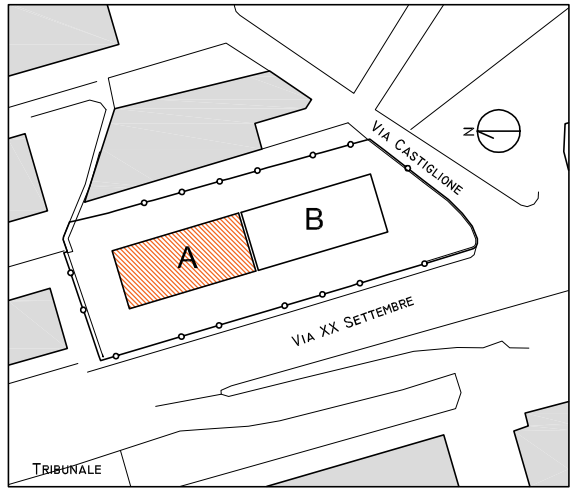 VIA CASTIGLIONE
N
B
A
VIA XX SETTEMBRE
TRIBUNALE